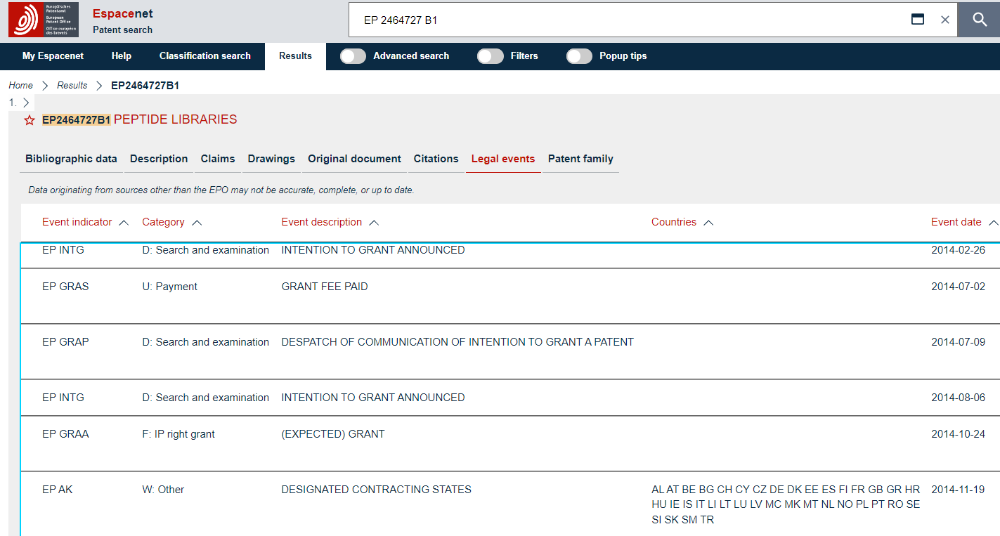 Europäisches
Patentamt
European
Patent Office
Office européen
des brevets
Espacenet
Patent search
EP 2464727 B1
My Espacenet Help Classification search Results Advanced search Filters Popup tips
Home Results EP2464727B1
1.
EP2464727B1 PEPTIDE LIBRARIES
Bibliographic data Description Claims Drawings Original document Citations Legal events Patent family
Data originating from sources other than the EPO may not be accurate, complete, or up to date.
Event indicator Category Event description Countries Event date
EP INTG D: Search and examination INTENTION TO GRANT ANNOUNCED 2014-02-26
EP GRAS U: Payment GRANT FEE PAID 2014-07-02
EP GRAP D: Search and examination DESPATCH OF COMMUNICATION OF INTENTION TO GRANT A PATENT 2014-07-09
EP INTG D: Search and examination INTENTION TO GRANT ANNOUNCED 2014-08-06
EP GRAA F: IP right grant (EXPECTED) GRANT 2014-10-24
EP AK W: Other DESIGNATED CONTRACTING STATES AL AT BE BG CH CY CZ DE DK EE ES FI FR GB GR HR 2014-11-19
HU IE IS IT LI LT LU LV MC MK MT NL NO PL PT RO SE
SI SK SM TR